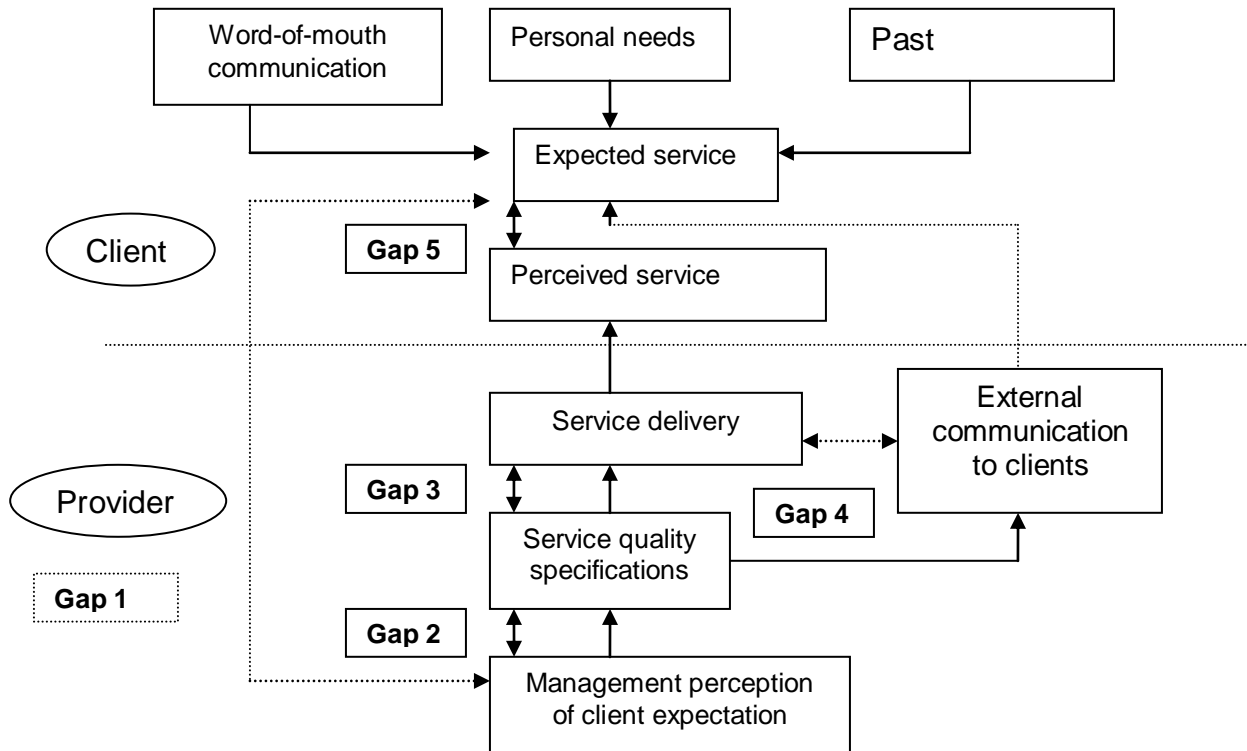 Word-of-mouth
communication
Personal needs
Past
Expected service
Client
Gap 5
Perceived service
Service delivery
External
communication
to clients
Provider
Gap 3
Gap 4
Service quality
specifications
Gap 1
Gap 2
Management perception
of client expectation